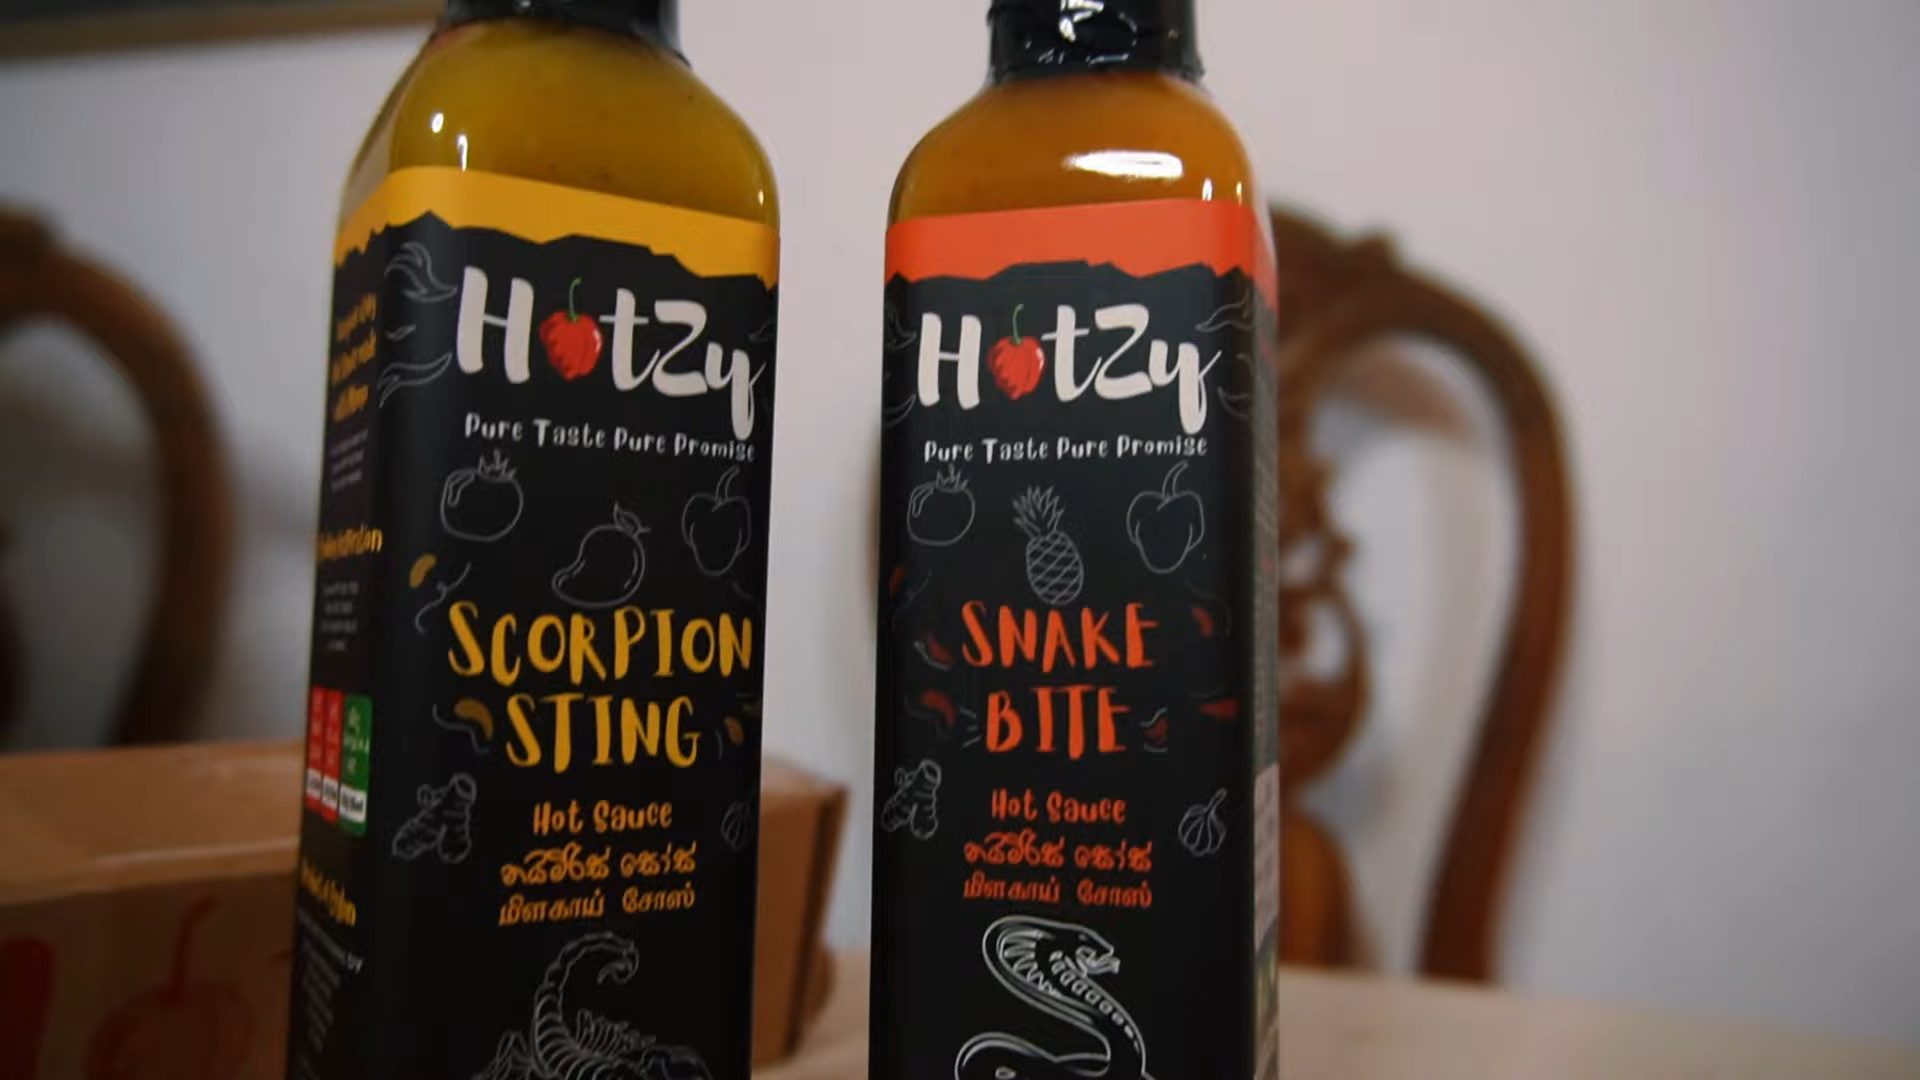 HotZy
Pure Taste Pure Promise
SCORPION
STING
Hot Sauce
නයිමිරිස් සෝස්
மிளகாய் சோஸ்
HotZy
Pure Taste Pure Promise
SNAKE
BITE
Hot Sauce
නයිමිරිස් සෝස්
மிளகாய் சோஸ்